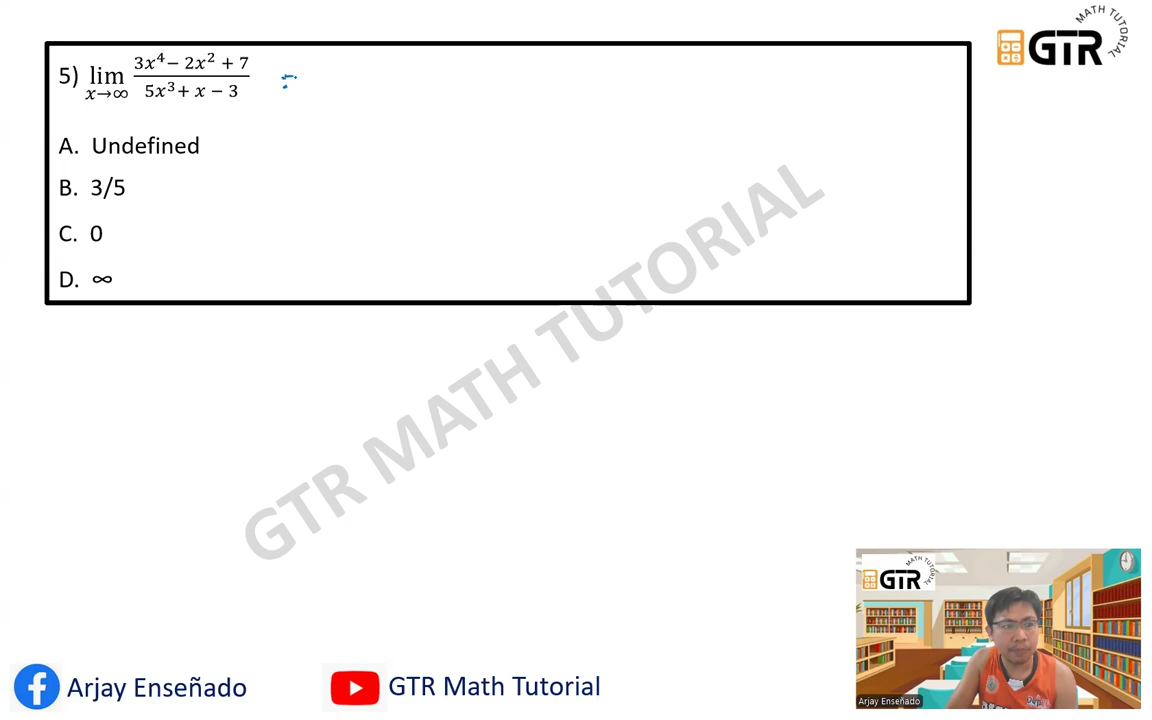 MATH TUTORIAL
GTR
5) lim x→∞ (3x⁴ − 2x² + 7)/(5x³ + x − 3) =
A. Undefined
B. 3/5
C. 0
D. ∞
GTR MATH TUTORIAL
MATH TUTORIAL
GTR
Arjay Enseñado
Arjay Enseñado
GTR Math Tutorial